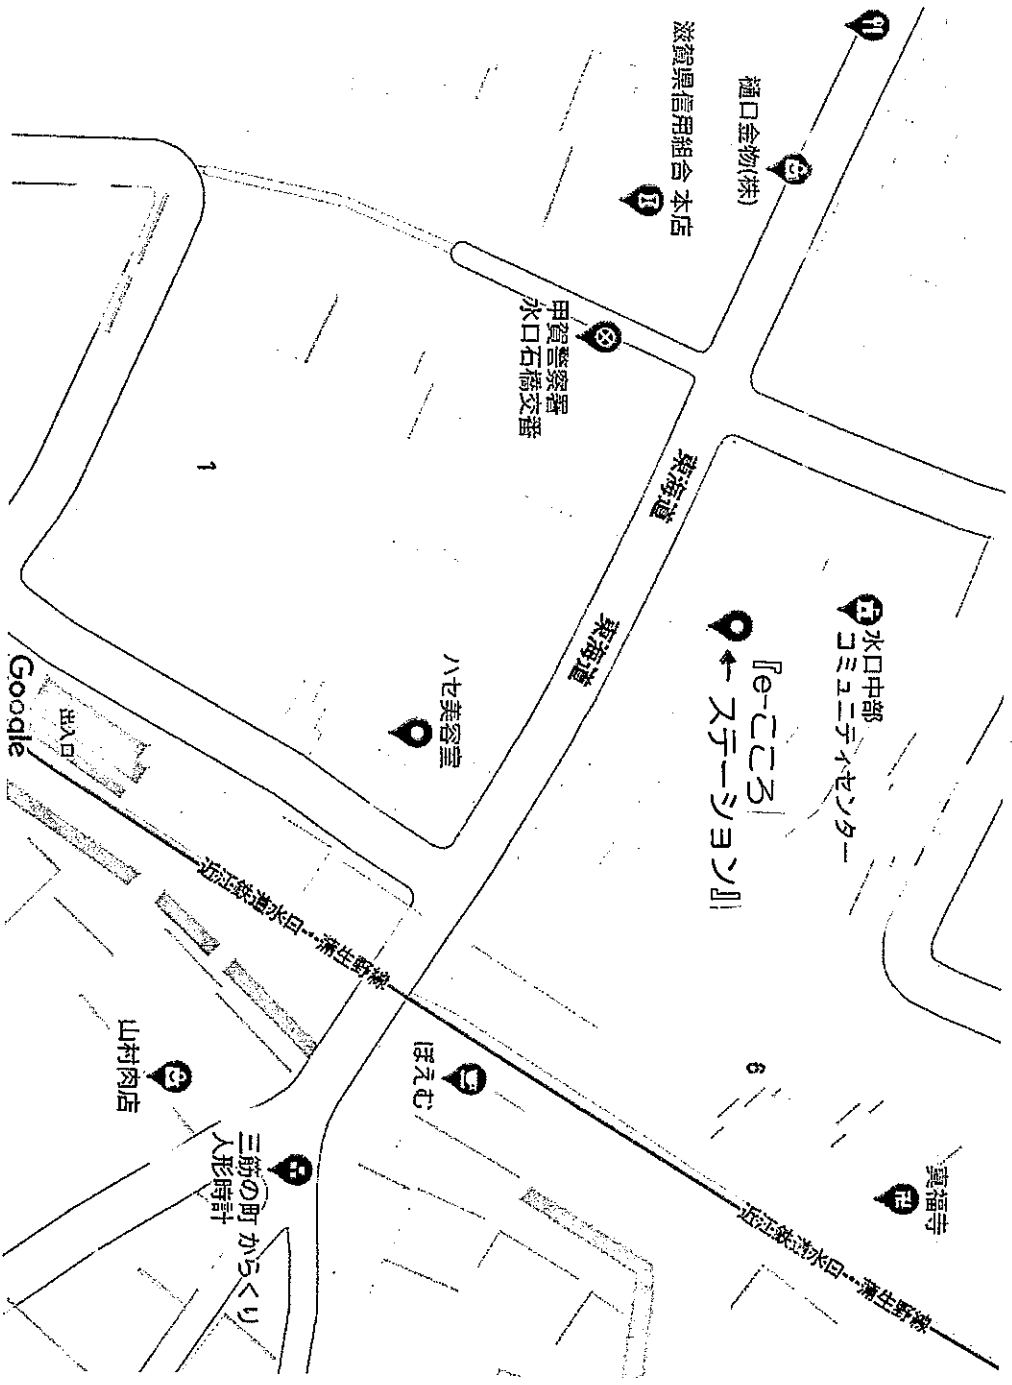 水口中部
コミュニティセンター
『e-こころ
← ステーション』
真福寺
樋口金物(株)
滋賀県信用組合 本店
甲賀警察署
水口石橋交番
東海道
東海道
6
近江鉄道水口…蒲生野線
ハセ美容室
ぽえむ
近江鉄道水口…蒲生野線
1
三筋の町 からくり
人形時計
山村肉店
出入口
Google